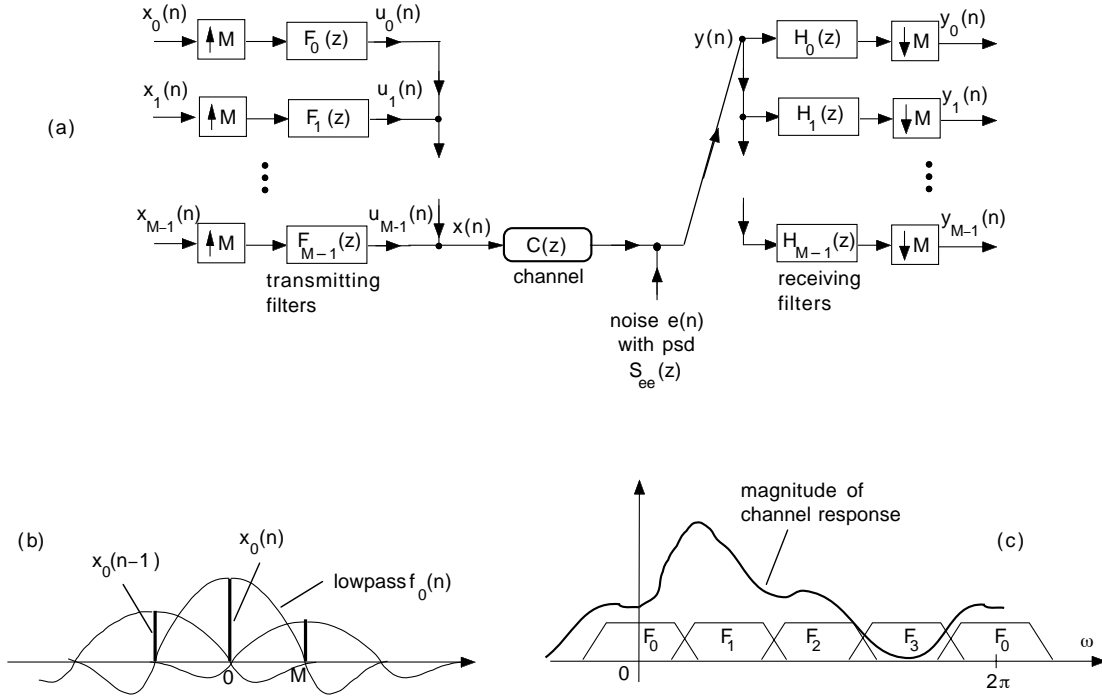 (a)
x_0(n)
↑M
F_0(z)
u_0(n)
x_1(n)
↑M
F_1(z)
u_1(n)
x_{M-1}(n)
↑M
F_{M-1}(z)
u_{M-1}(n)
transmitting
filters
x(n)
C(z)
channel
noise e(n)
with psd
S_{ee}(z)
y(n)
H_0(z)
↓M
y_0(n)
H_1(z)
↓M
y_1(n)
H_{M-1}(z)
↓M
y_{M-1}(n)
receiving
filters
(b)
x_0(n-1)
x_0(n)
lowpass f_0(n)
0
M
(c)
magnitude of
channel response
F_0
F_1
F_2
F_3
F_0
ω
0
2π